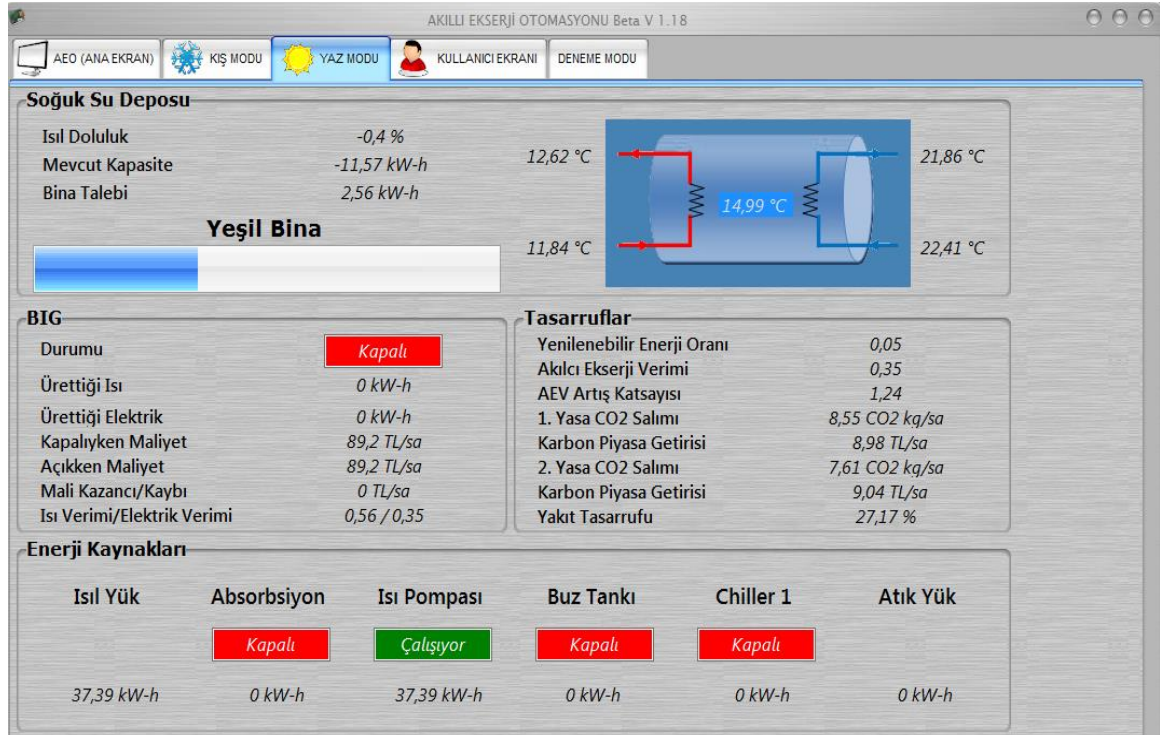 AKILLI EKSERJİ OTOMASYONU Beta V 1.18
AEO (ANA EKRAN) KIŞ MODU YAZ MODU KULLANICI EKRANI DENEME MODU
Soğuk Su Deposu
Isıl Doluluk -0,4 %
Mevcut Kapasite -11,57 kW-h
Bina Talebi 2,56 kW-h
Yeşil Bina
12,62 °C 21,86 °C
14,99 °C
11,84 °C 22,41 °C
BIG
Durumu Kapalı
Ürettiği Isı 0 kW-h
Ürettiği Elektrik 0 kW-h
Kapalıyken Maliyet 89,2 TL/sa
Açıkken Maliyet 89,2 TL/sa
Mali Kazancı/Kaybı 0 TL/sa
Isı Verimi/Elektrik Verimi 0,56 / 0,35
Tasarruflar
Yenilenebilir Enerji Oranı 0,05
Akılcı Ekserji Verimi 0,35
AEV Artış Katsayısı 1,24
1. Yasa CO2 Salımı 8,55 CO2 kg/sa
Karbon Piyasa Getirisi 8,98 TL/sa
2. Yasa CO2 Salımı 7,61 CO2 kg/sa
Karbon Piyasa Getirisi 9,04 TL/sa
Yakıt Tasarrufu 27,17 %
Enerji Kaynakları
Isıl Yük Absorbsiyon Isı Pompası Buz Tankı Chiller 1 Atık Yük
Kapalı Çalışıyor Kapalı Kapalı
37,39 kW-h 0 kW-h 37,39 kW-h 0 kW-h 0 kW-h 0 kW-h